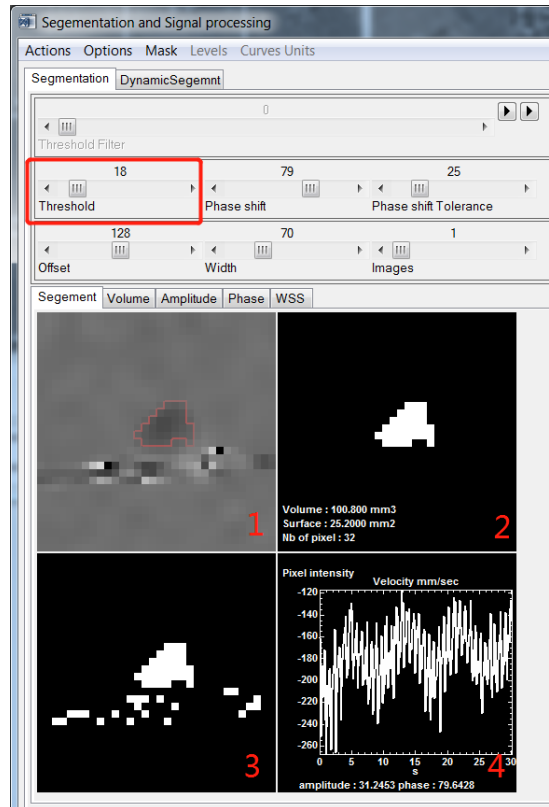 Segementation and Signal processing
Actions Options Mask Levels Curves Units
Segmentation DynamicSegemnt
0
Threshold Filter
18 79 25
Threshold Phase shift Phase shift Tolerance
128 70 1
Offset Width Images
Segement Volume Amplitude Phase WSS
1
Volume : 100.800 mm3
Surface : 25.2000 mm2
Nb of pixel : 32
2
3
Pixel intensity
Velocity mm/sec
-120
-140
-160
-180
-200
-220
-240
-260
0 5 10 15 20 25 30
s
4
amplitude : 31.2453 phase : 79.6428